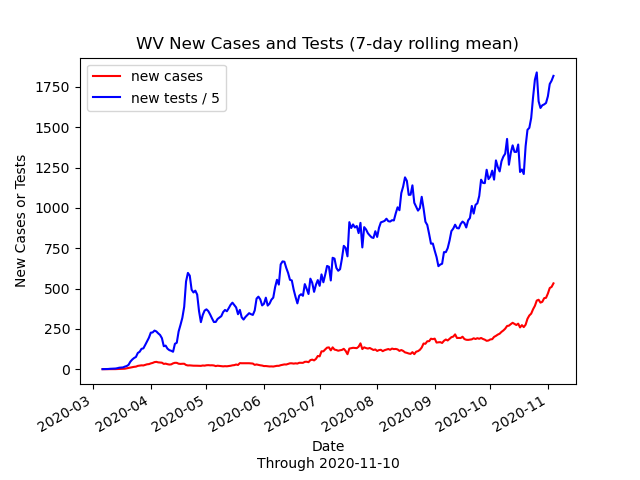 WV New Cases and Tests (7-day rolling mean)
new cases
new tests / 5
New Cases or Tests
1750
1500
1250
1000
750
500
250
0
2020-03
2020-04
2020-05
2020-06
2020-07
2020-08
2020-09
2020-10
2020-11
Date
Through 2020-11-10